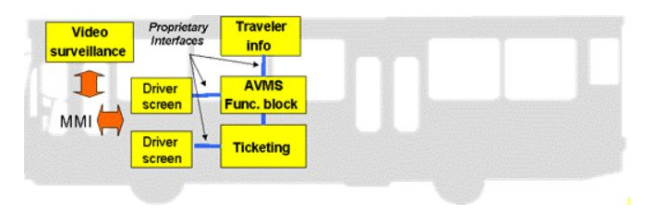 Video
surveillance
Proprietary
Interfaces
Traveler
info
Driver
screen
AVMS
Func. block
MMI
Driver
screen
Ticketing